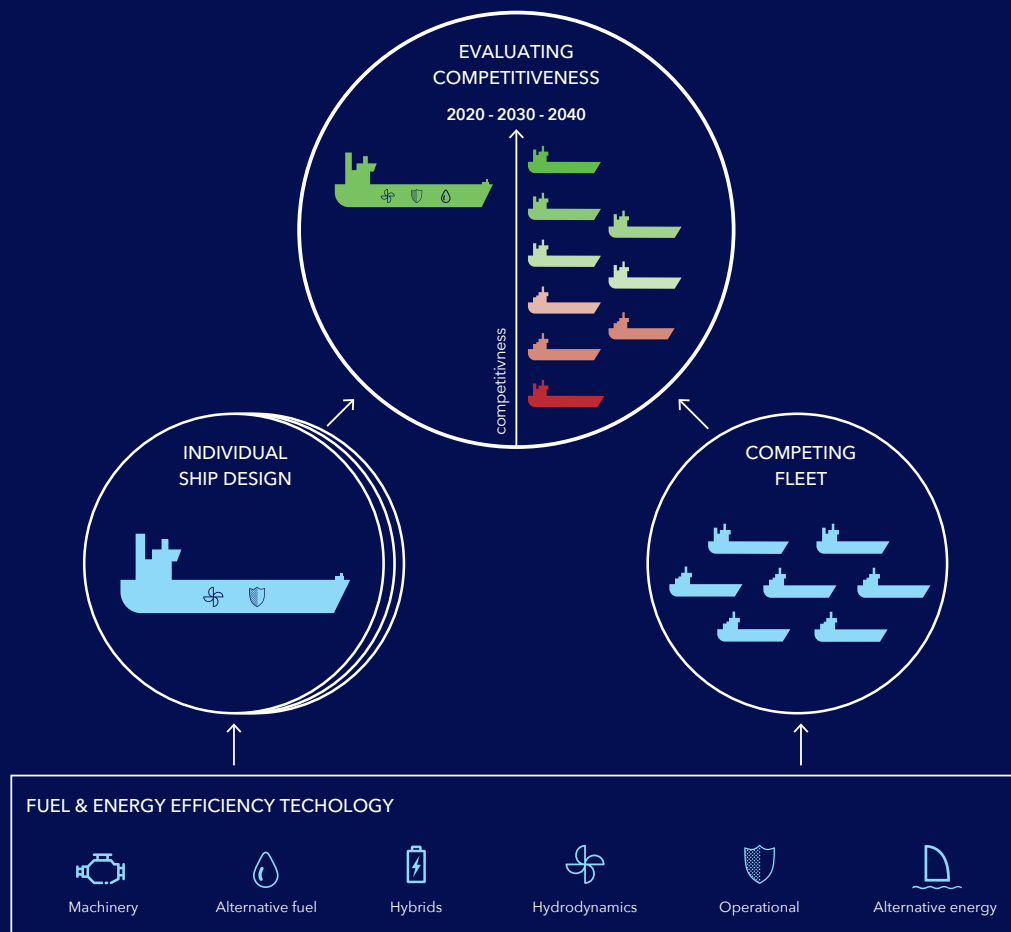 EVALUATING
COMPETITIVENESS
2020 - 2030 - 2040
competitivness
INDIVIDUAL
SHIP DESIGN
COMPETING
FLEET
FUEL & ENERGY EFFICIENCY TECHOLOGY
Machinery
Alternative fuel
Hybrids
Hydrodynamics
Operational
Alternative energy